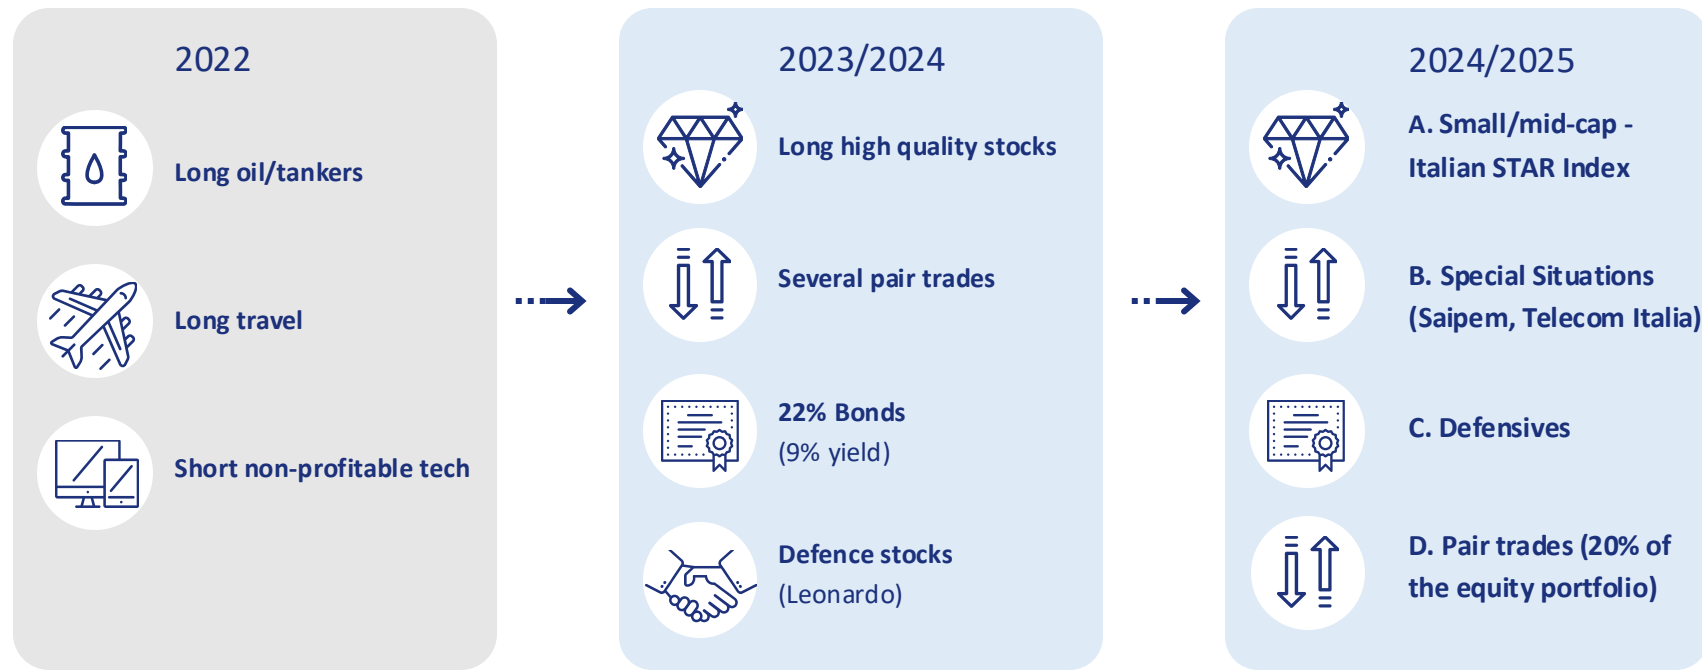 2022
Long oil/tankers
Long travel
Short non-profitable tech
2023/2024
Long high quality stocks
Several pair trades
22% Bonds
(9% yield)
Defence stocks
(Leonardo)
2024/2025
A. Small/mid-cap -
Italian STAR Index
B. Special Situations
(Saipem, Telecom Italia)
C. Defensives
D. Pair trades (20% of
the equity portfolio)